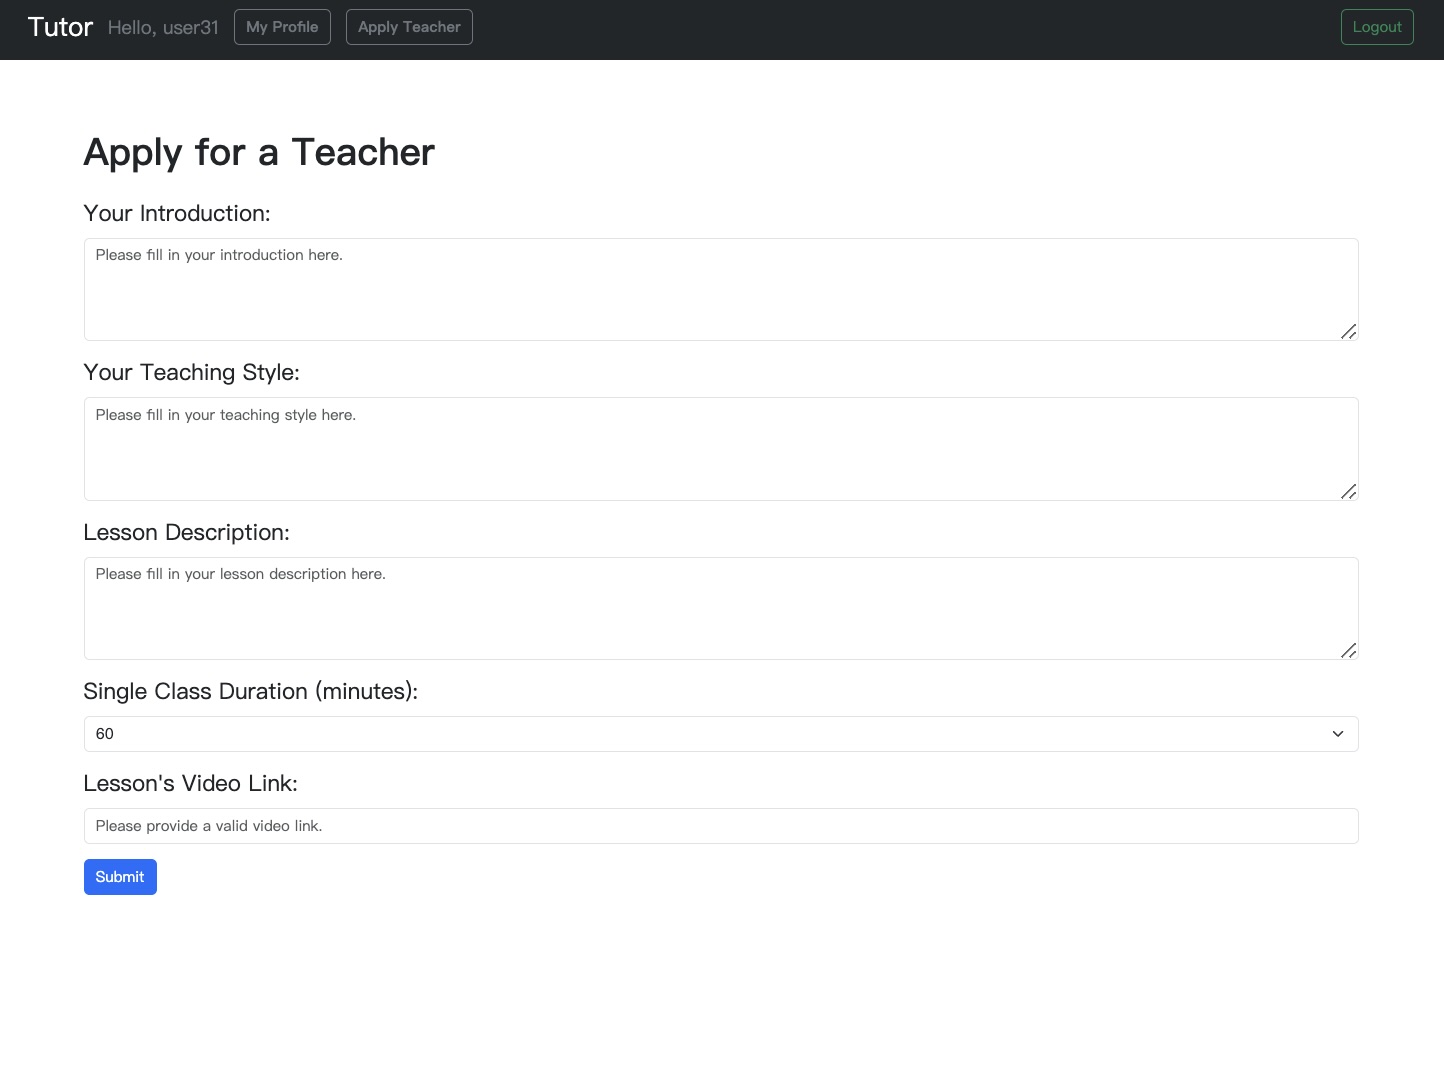 Tutor Hello, user31 My Profile Apply Teacher Logout
Apply for a Teacher
Your Introduction:
Please fill in your introduction here.
Your Teaching Style:
Please fill in your teaching style here.
Lesson Description:
Please fill in your lesson description here.
Single Class Duration (minutes):
60
Lesson's Video Link:
Please provide a valid video link.
Submit